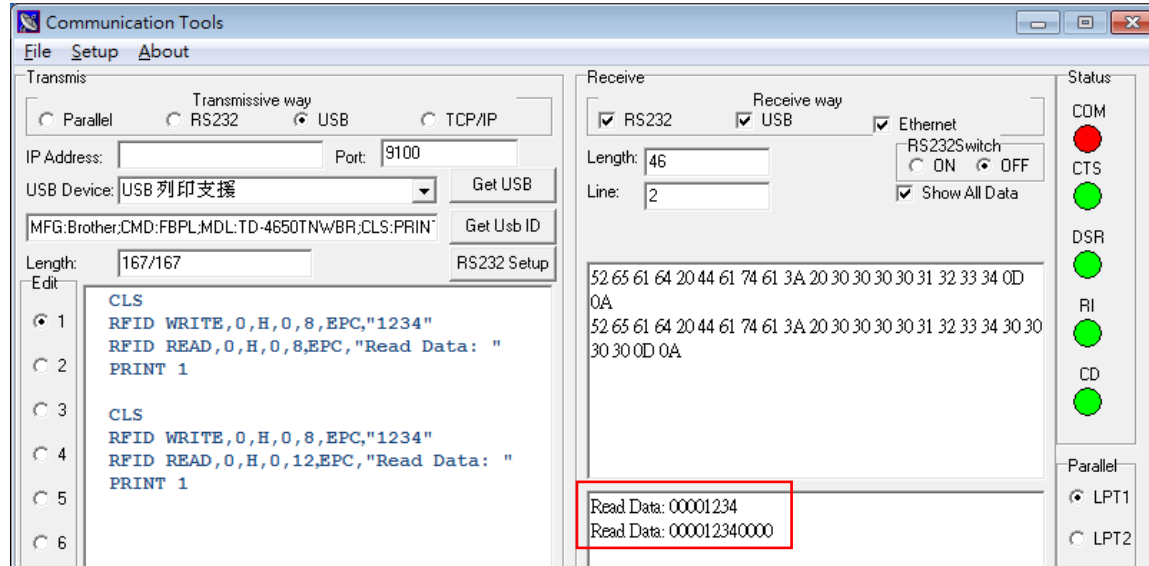 Communication Tools
File Setup About
Transmis
Transmissive way
Parallel RS232 USB TCP/IP
IP Address: Port: 9100
USB Device: USB 列印支援 Get USB
MFG:Brother;CMD:FBPL;MDL:TD-4650TNWBR;CLS:PRINT Get Usb ID
Length: 167/167 RS232 Setup
Edit
1
2
3
4
5
6
CLS
RFID WRITE,0,H,0,8,EPC,"1234"
RFID READ,0,H,0,8,EPC,"Read Data: "
PRINT 1
CLS
RFID WRITE,0,H,0,8,EPC,"1234"
RFID READ,0,H,0,12,EPC,"Read Data: "
PRINT 1
Receive
Receive way
RS232 USB Ethernet
Length: 46
RS232Switch
ON OFF
Line: 2
Show All Data
52 65 61 64 20 44 61 74 61 3A 20 30 30 30 30 31 32 33 34 0D
0A
52 65 61 64 20 44 61 74 61 3A 20 30 30 30 30 31 32 33 34 30 30
30 30 0D 0A
Read Data: 00001234
Read Data: 000012340000
Status
COM
CTS
DSR
RI
CD
Parallel
LPT1
LPT2